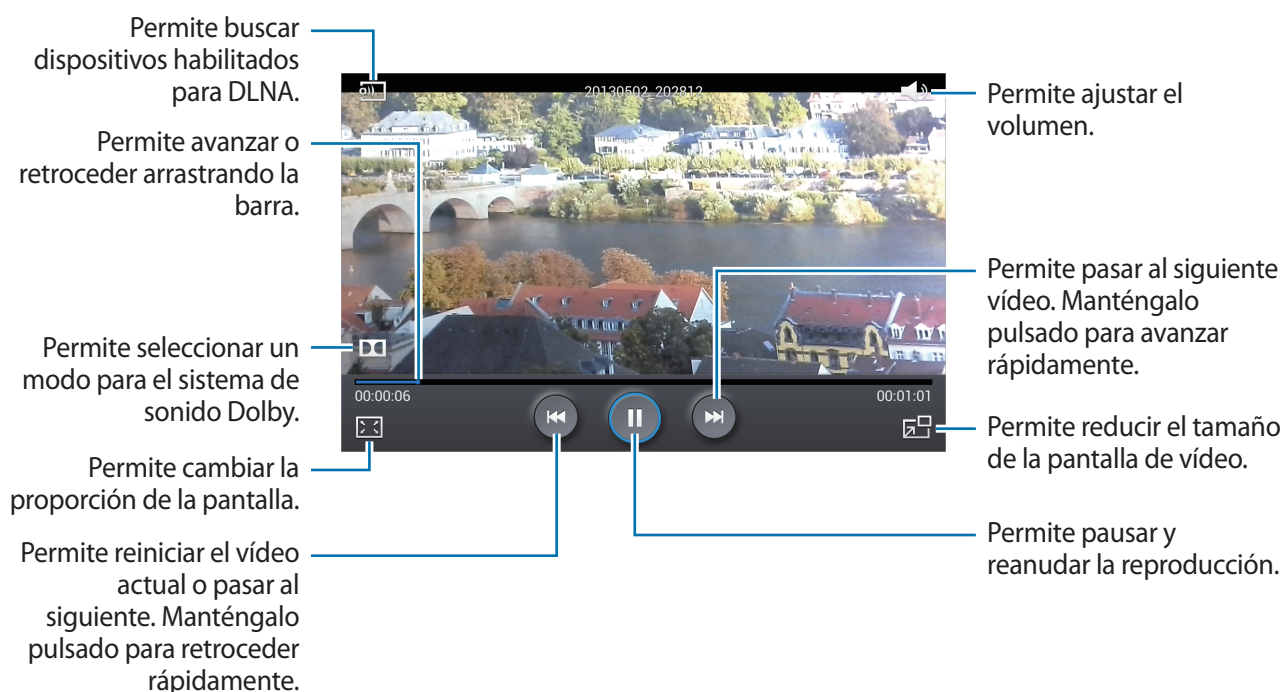 Permite buscar
dispositivos habilitados
para DLNA.
Permite avanzar o
retroceder arrastrando la
barra.
Permite seleccionar un
modo para el sistema de
sonido Dolby.
Permite cambiar la
proporción de la pantalla.
Permite reiniciar el vídeo
actual o pasar al
siguiente. Manténgalo
pulsado para retroceder
rápidamente.
20130502_202812
00:00:06
00:01:01
Permite ajustar el
volumen.
Permite pasar al siguiente
vídeo. Manténgalo
pulsado para avanzar
rápidamente.
Permite reducir el tamaño
de la pantalla de vídeo.
Permite pausar y
reanudar la reproducción.